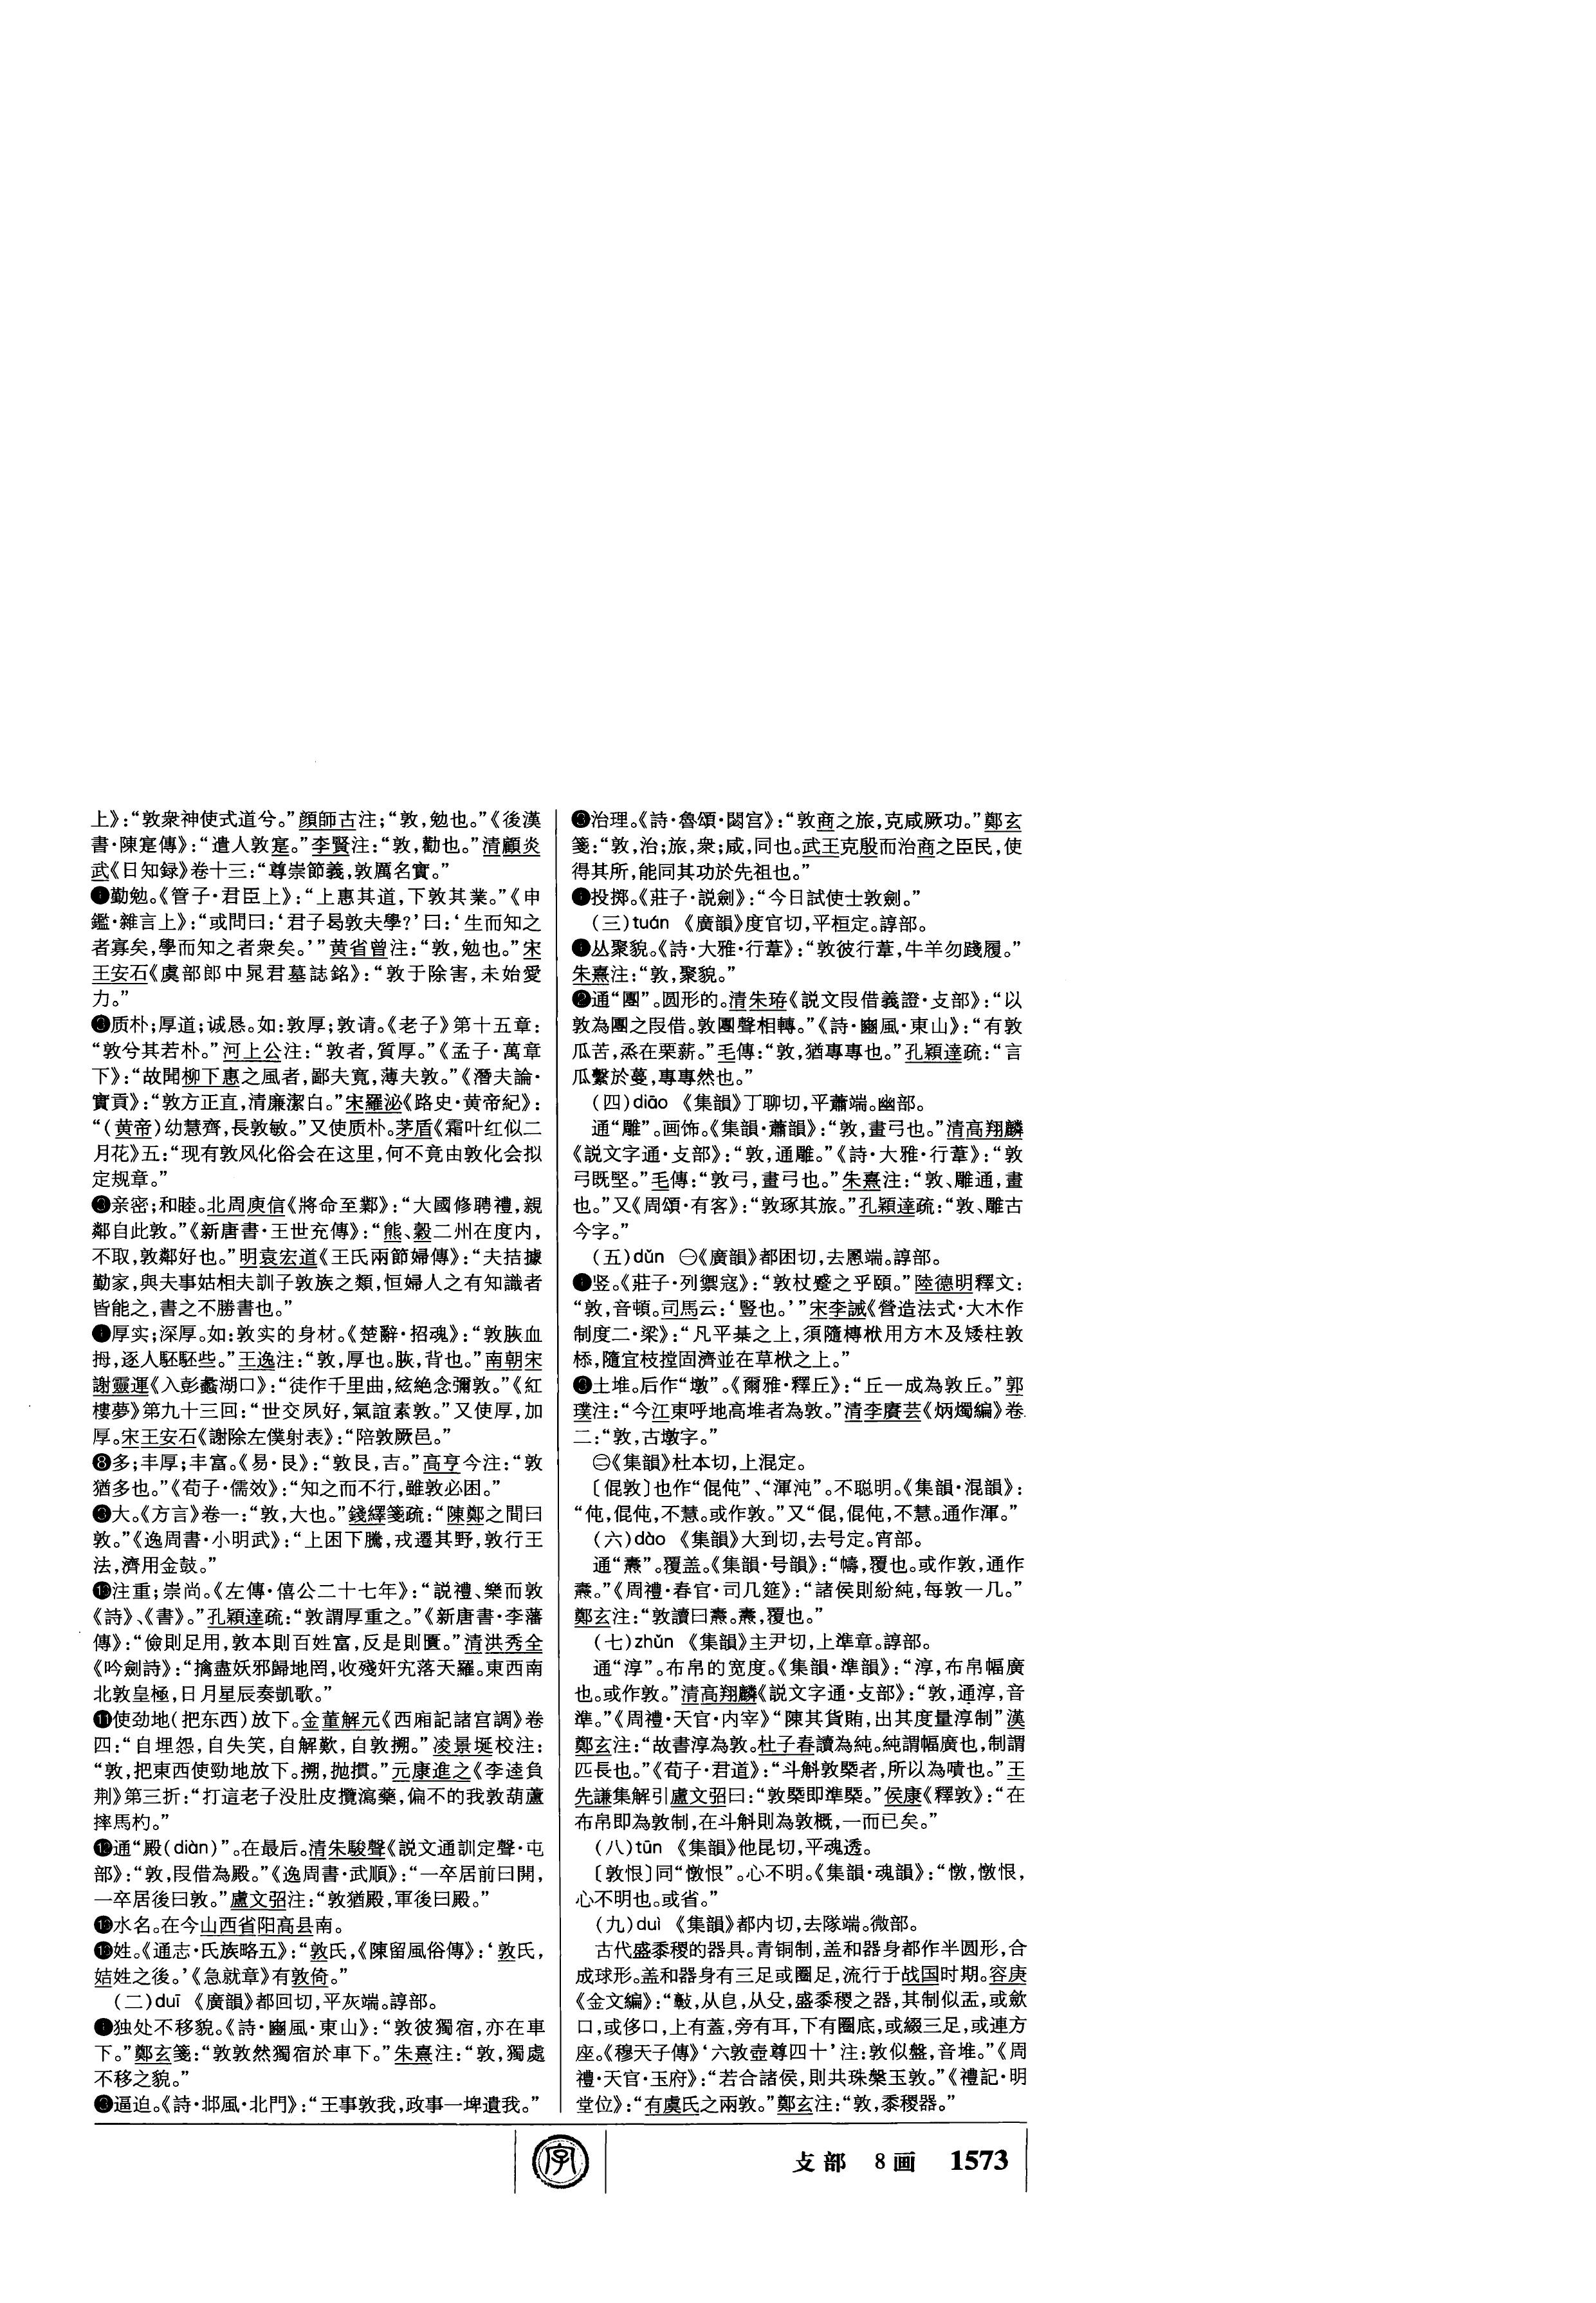 上》：“敦衆神使式道兮。”顔師古注；“敦，勉也。”《後漢
書·陳寔傳》：“遣人敦寔。”李賢注：“敦，勸也。”清顧炎
武《日知録》卷十三：“尊崇節義，敦厲名實。”
勤勉。《管子·君臣上》：“上惠其道，下敦其業。”《申
鑑·雜言上》：“或問曰：‘君子曷敦夫學？’曰：‘生而知之
者寡矣，學而知之者衆矣。’”黄省曾注：“敦，勉也。”宋
王安石《虞部郎中晁君墓誌銘》：“敦于除害，未始愛
力。”
质朴；厚道；诚恳。如：敦厚；敦请。《老子》第十五章：
“敦兮其若朴。”河上公注：“敦者，質厚。”《孟子·萬章
下》：“故聞柳下惠之風者，鄙夫寬，薄夫敦。”《潛夫論·
實貢》：“敦方正直，清廉潔白。”宋羅泌《路史·黄帝紀》：
“（黄帝）幼慧齊，長敦敏。”又使质朴。茅盾《霜叶红似二
月花》五：“现有敦风化俗会在这里，何不竟由敦化会拟
定规章。”
亲密；和睦。北周庾信《將命至鄴》：“大國修聘禮，親
鄰自此敦。”《新唐書·王世充傳》：“熊、穀二州在度内，
不取，敦鄰好也。”明袁宏道《王氏兩節婦傳》：“夫拮據
勤家，與夫事姑相夫訓子敦族之類，恒婦人之有知識者
皆能之，書之不勝書也。”
厚实；深厚。如：敦实的身材。《楚辭·招魂》：“敦脄血
拇，逐人駓駓些。”王逸注：“敦，厚也。脄，背也。”南朝宋
謝靈運《入彭蠡湖口》：“徒作千里曲，絃絶念彌敦。”《紅
樓夢》第九十三回：“世交夙好，氣誼素敦。”又使厚，加
厚。宋王安石《謝除左僕射表》：“陪敦厥邑。”
❽多；丰厚；丰富。《易·艮》：“敦艮，吉。”高亨今注：“敦
猶多也。”《荀子·儒效》：“知之而不行，雖敦必困。”
大。《方言》卷一：“敦，大也。”錢繹箋疏：“陳鄭之間曰
敦。”《逸周書·小明武》：“上困下騰，戎遷其野，敦行王
法，濟用金鼓。”
注重；崇尚。《左傳·僖公二十七年》：“説禮、樂而敦
《詩》、《書》。”孔穎達疏：“敦謂厚重之。”《新唐書·李藩
傳》：“儉則足用，敦本則百姓富，反是則匱。”清洪秀全
《吟劍詩》：“擒盡妖邪歸地罔，收殘奸宄落天羅。東西南
北敦皇極，日月星辰奏凱歌。”
⓫使劲地（把东西）放下。金董解元《西廂記諸宫調》卷
四：“自埋怨，自失笑，自解歎，自敦搠。”凌景埏校注：
“敦，把東西使勁地放下。搠，抛摜。”元康進之《李逵負
荆》第三折：“打這老子没肚皮攬瀉藥，偏不的我敦葫蘆
摔馬杓。”
⓬通“殿（diàn）”。在最后。清朱駿聲《説文通訓定聲·屯
部》：“敦，叚借為殿。”《逸周書·武順》：“一卒居前曰開，
一卒居後曰敦。”盧文弨注：“敦猶殿，軍後曰殿。”
水名。在今山西省阳高县南。
姓。《通志·氏族略五》：“敦氏，《陳留風俗傳》：‘敦氏，
姞姓之後。’《急就章》有敦倚。”
（二）duī　《廣韻》都回切，平灰端。諄部。
独处不移貌。《詩·豳風·東山》：“敦彼獨宿，亦在車
下。”鄭玄箋：“敦敦然獨宿於車下。”朱熹注：“敦，獨處
不移之貌。”
逼迫。《詩·邶風·北門》：“王事敦我，政事一埤遺我。”
治理。《詩·魯頌·閟宫》：“敦商之旅，克咸厥功。”鄭玄
箋：“敦，治；旅，衆；咸，同也。武王克殷而治商之臣民，使
得其所，能同其功於先祖也。”
投掷。《莊子·説劍》：“今日試使士敦劍。”
（三）tuán　《廣韻》度官切，平桓定。諄部。
丛聚貌。《詩·大雅·行葦》：“敦彼行葦，牛羊勿踐履。”
朱熹注：“敦，聚貌。”
❷通“團”。圆形的。清朱珔《説文叚借義證·攴部》：“以
敦為團之叚借。敦團聲相轉。”《詩·豳風·東山》：“有敦
瓜苦，烝在栗薪。”毛傳：“敦，猶專專也。”孔穎達疏：“言
瓜繫於蔓，專專然也。”
（四）diāo　《集韻》丁聊切，平蕭端。幽部。
通“雕”。画饰。《集韻·蕭韻》：“敦，畫弓也。”清高翔麟
《説文字通·攴部》：“敦，通雕。”《詩·大雅·行葦》：“敦
弓既堅。”毛傳：“敦弓，畫弓也。”朱熹注：“敦、雕通，畫
也。”又《周頌·有客》：“敦琢其旅。”孔穎達疏：“敦、雕古
今字。”
（五）dǔn　㊀《廣韻》都困切，去慁端。諄部。
竖。《莊子·列禦寇》：“敦杖蹙之乎頤。”陸德明釋文：
“敦，音頓。司馬云：‘豎也。’”宋李誡《營造法式·大木作
制度二·梁》：“凡平棊之上，須隨槫栿用方木及矮柱敦
㮇，隨宜枝摚固濟並在草栿之上。”
土堆。后作“墩”。《爾雅·釋丘》：“丘一成為敦丘。”郭
璞注：“今江東呼地高堆者為敦。”清李賡芸《炳燭編》卷
二：“敦，古墩字。”
㊁《集韻》杜本切，上混定。
〔倱敦〕也作“倱伅”、“渾沌”。不聪明。《集韻·混韻》：
“伅，倱伅，不慧。或作敦。”又“倱，倱伅，不慧。通作渾。”
（六）dào　《集韻》大到切，去号定。宵部。
通“燾”。覆盖。《集韻·号韻》：“幬，覆也。或作敦，通作
燾。”《周禮·春官·司几筵》：“諸侯則紛純，每敦一几。”
鄭玄注：“敦讀曰燾。燾，覆也。”
（七）zhǔn　《集韻》主尹切，上準章。諄部。
通“淳”。布帛的宽度。《集韻·準韻》：“淳，布帛幅廣
也。或作敦。”清高翔麟《説文字通·攴部》：“敦，通淳，音
準。”《周禮·天官·内宰》“陳其貨賄，出其度量淳制”漢
鄭玄注：“故書淳為敦。杜子春讀為純。純謂幅廣也，制謂
匹長也。”《荀子·君道》：“斗斛敦槩者，所以為嘖也。”王
先謙集解引盧文弨曰：“敦槩即準槩。”侯康《釋敦》：“在
布帛即為敦制，在斗斛則為敦概，一而已矣。”
（八）tūn　《集韻》他昆切，平魂透。
〔敦恨〕同“憞恨”。心不明。《集韻·魂韻》：“憞，憞恨，
心不明也。或省。”
（九）duì　《集韻》都内切，去隊端。微部。
古代盛黍稷的器具。青铜制，盖和器身都作半圆形，合
成球形。盖和器身有三足或圈足，流行于战国时期。容庚
《金文編》：“𣪘，从皀，从殳，盛黍稷之器，其制似盂，或歛
口，或侈口，上有蓋，旁有耳，下有圈底，或綴三足，或連方
座。《穆天子傳》‘六敦壺尊四十’注：敦似盤，音堆。”《周
禮·天官·玉府》：“若合諸侯，則共珠槃玉敦。”《禮記·明
堂位》：“有虞氏之兩敦。”鄭玄注：“敦，黍稷器。”
字
攴部　8画　1573